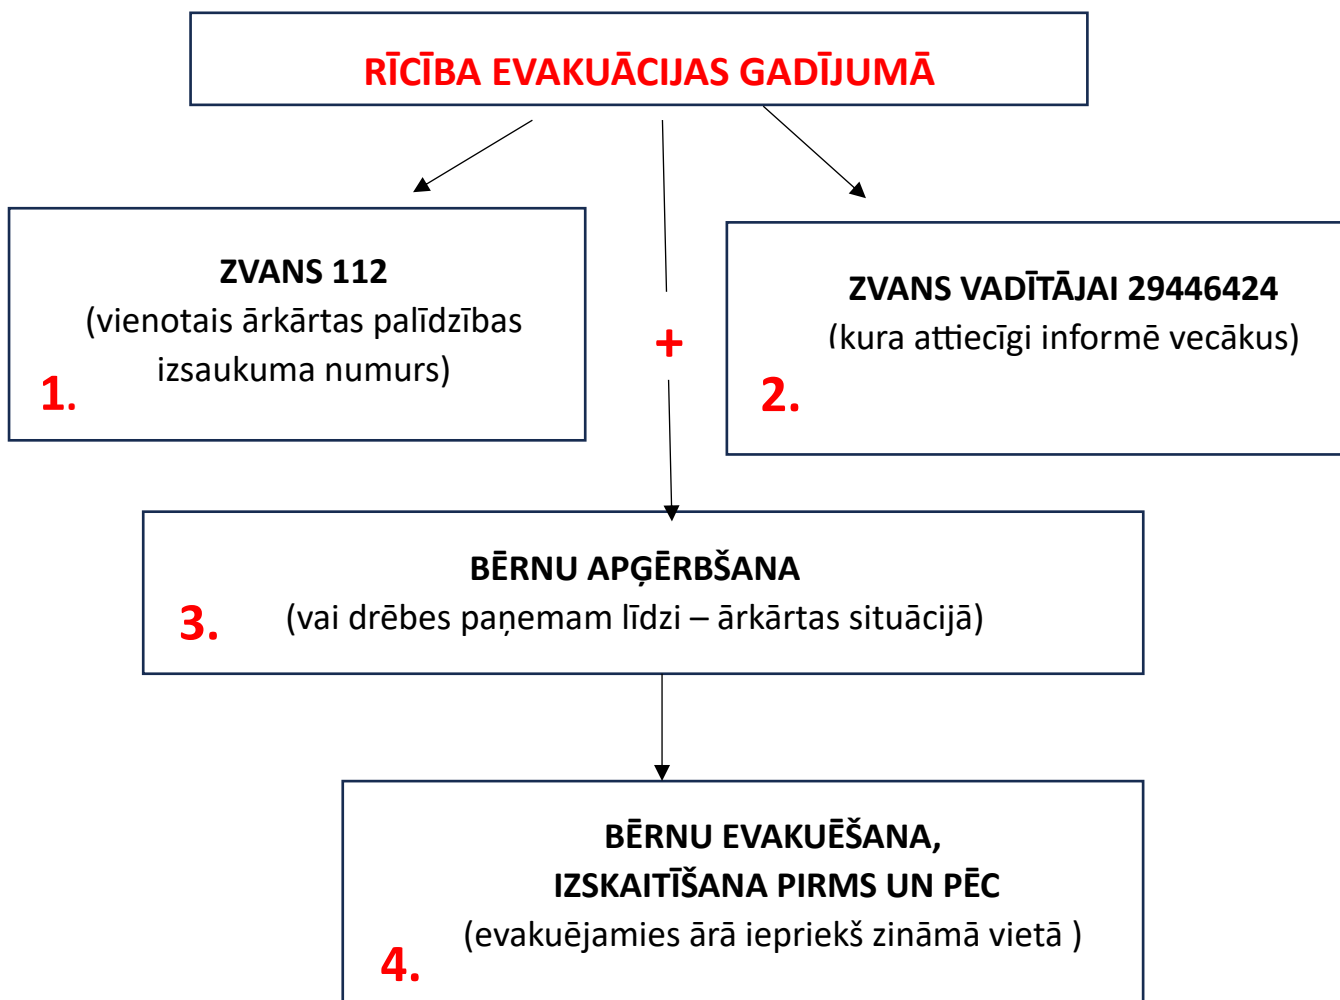 RĪCĪBA EVAKUĀCIJAS GADĪJUMĀ
ZVANS 112
(vienotais ārkārtas palīdzības
izsaukuma numurs)
1.
+
ZVANS VADĪTĀJAI 29446424
(kura attiecīgi informē vecākus)
2.
BĒRNU APĢĒRBŠANA
(vai drēbes paņemam līdzi – ārkārtas situācijā)
3.
BĒRNU EVAKUĒŠANA,
IZSKAITĪŠANA PIRMS UN PĒC
(evakuējamies ārā iepriekš zināmā vietā )
4.